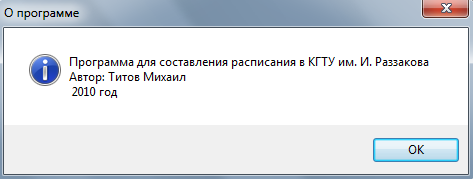 О программе
Программа для составления расписания в КГТУ им. И. Раззакова
Автор: Титов Михаил
2010 год
OK